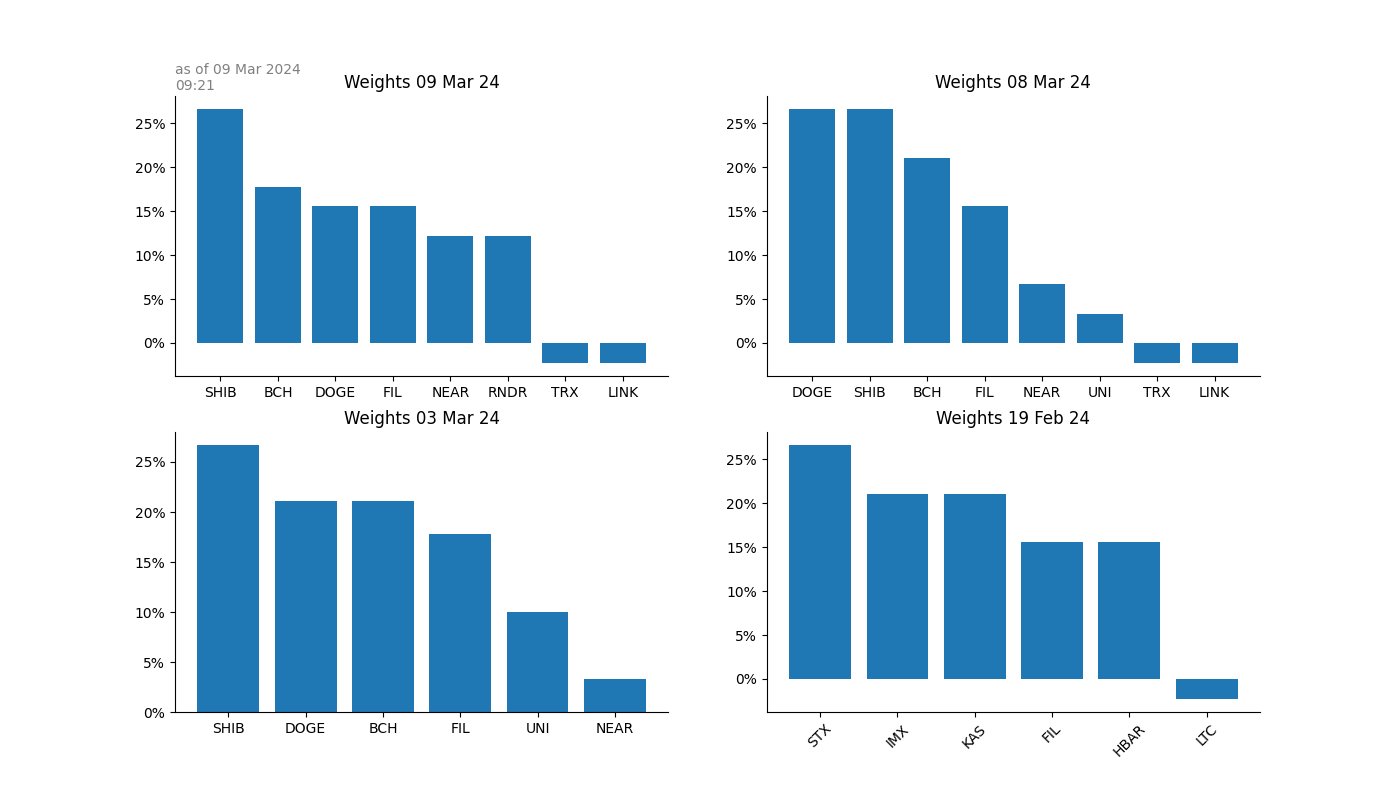 as of 09 Mar 2024
09:21
Weights 09 Mar 24
25%
20%
15%
10%
5%
0%
SHIB BCH DOGE FIL NEAR RNDR TRX LINK
Weights 08 Mar 24
25%
20%
15%
10%
5%
0%
DOGE SHIB BCH FIL NEAR UNI TRX LINK
Weights 03 Mar 24
25%
20%
15%
10%
5%
0%
SHIB DOGE BCH FIL UNI NEAR
Weights 19 Feb 24
25%
20%
15%
10%
5%
0%
STX IMX KAS FIL HBAR LTC